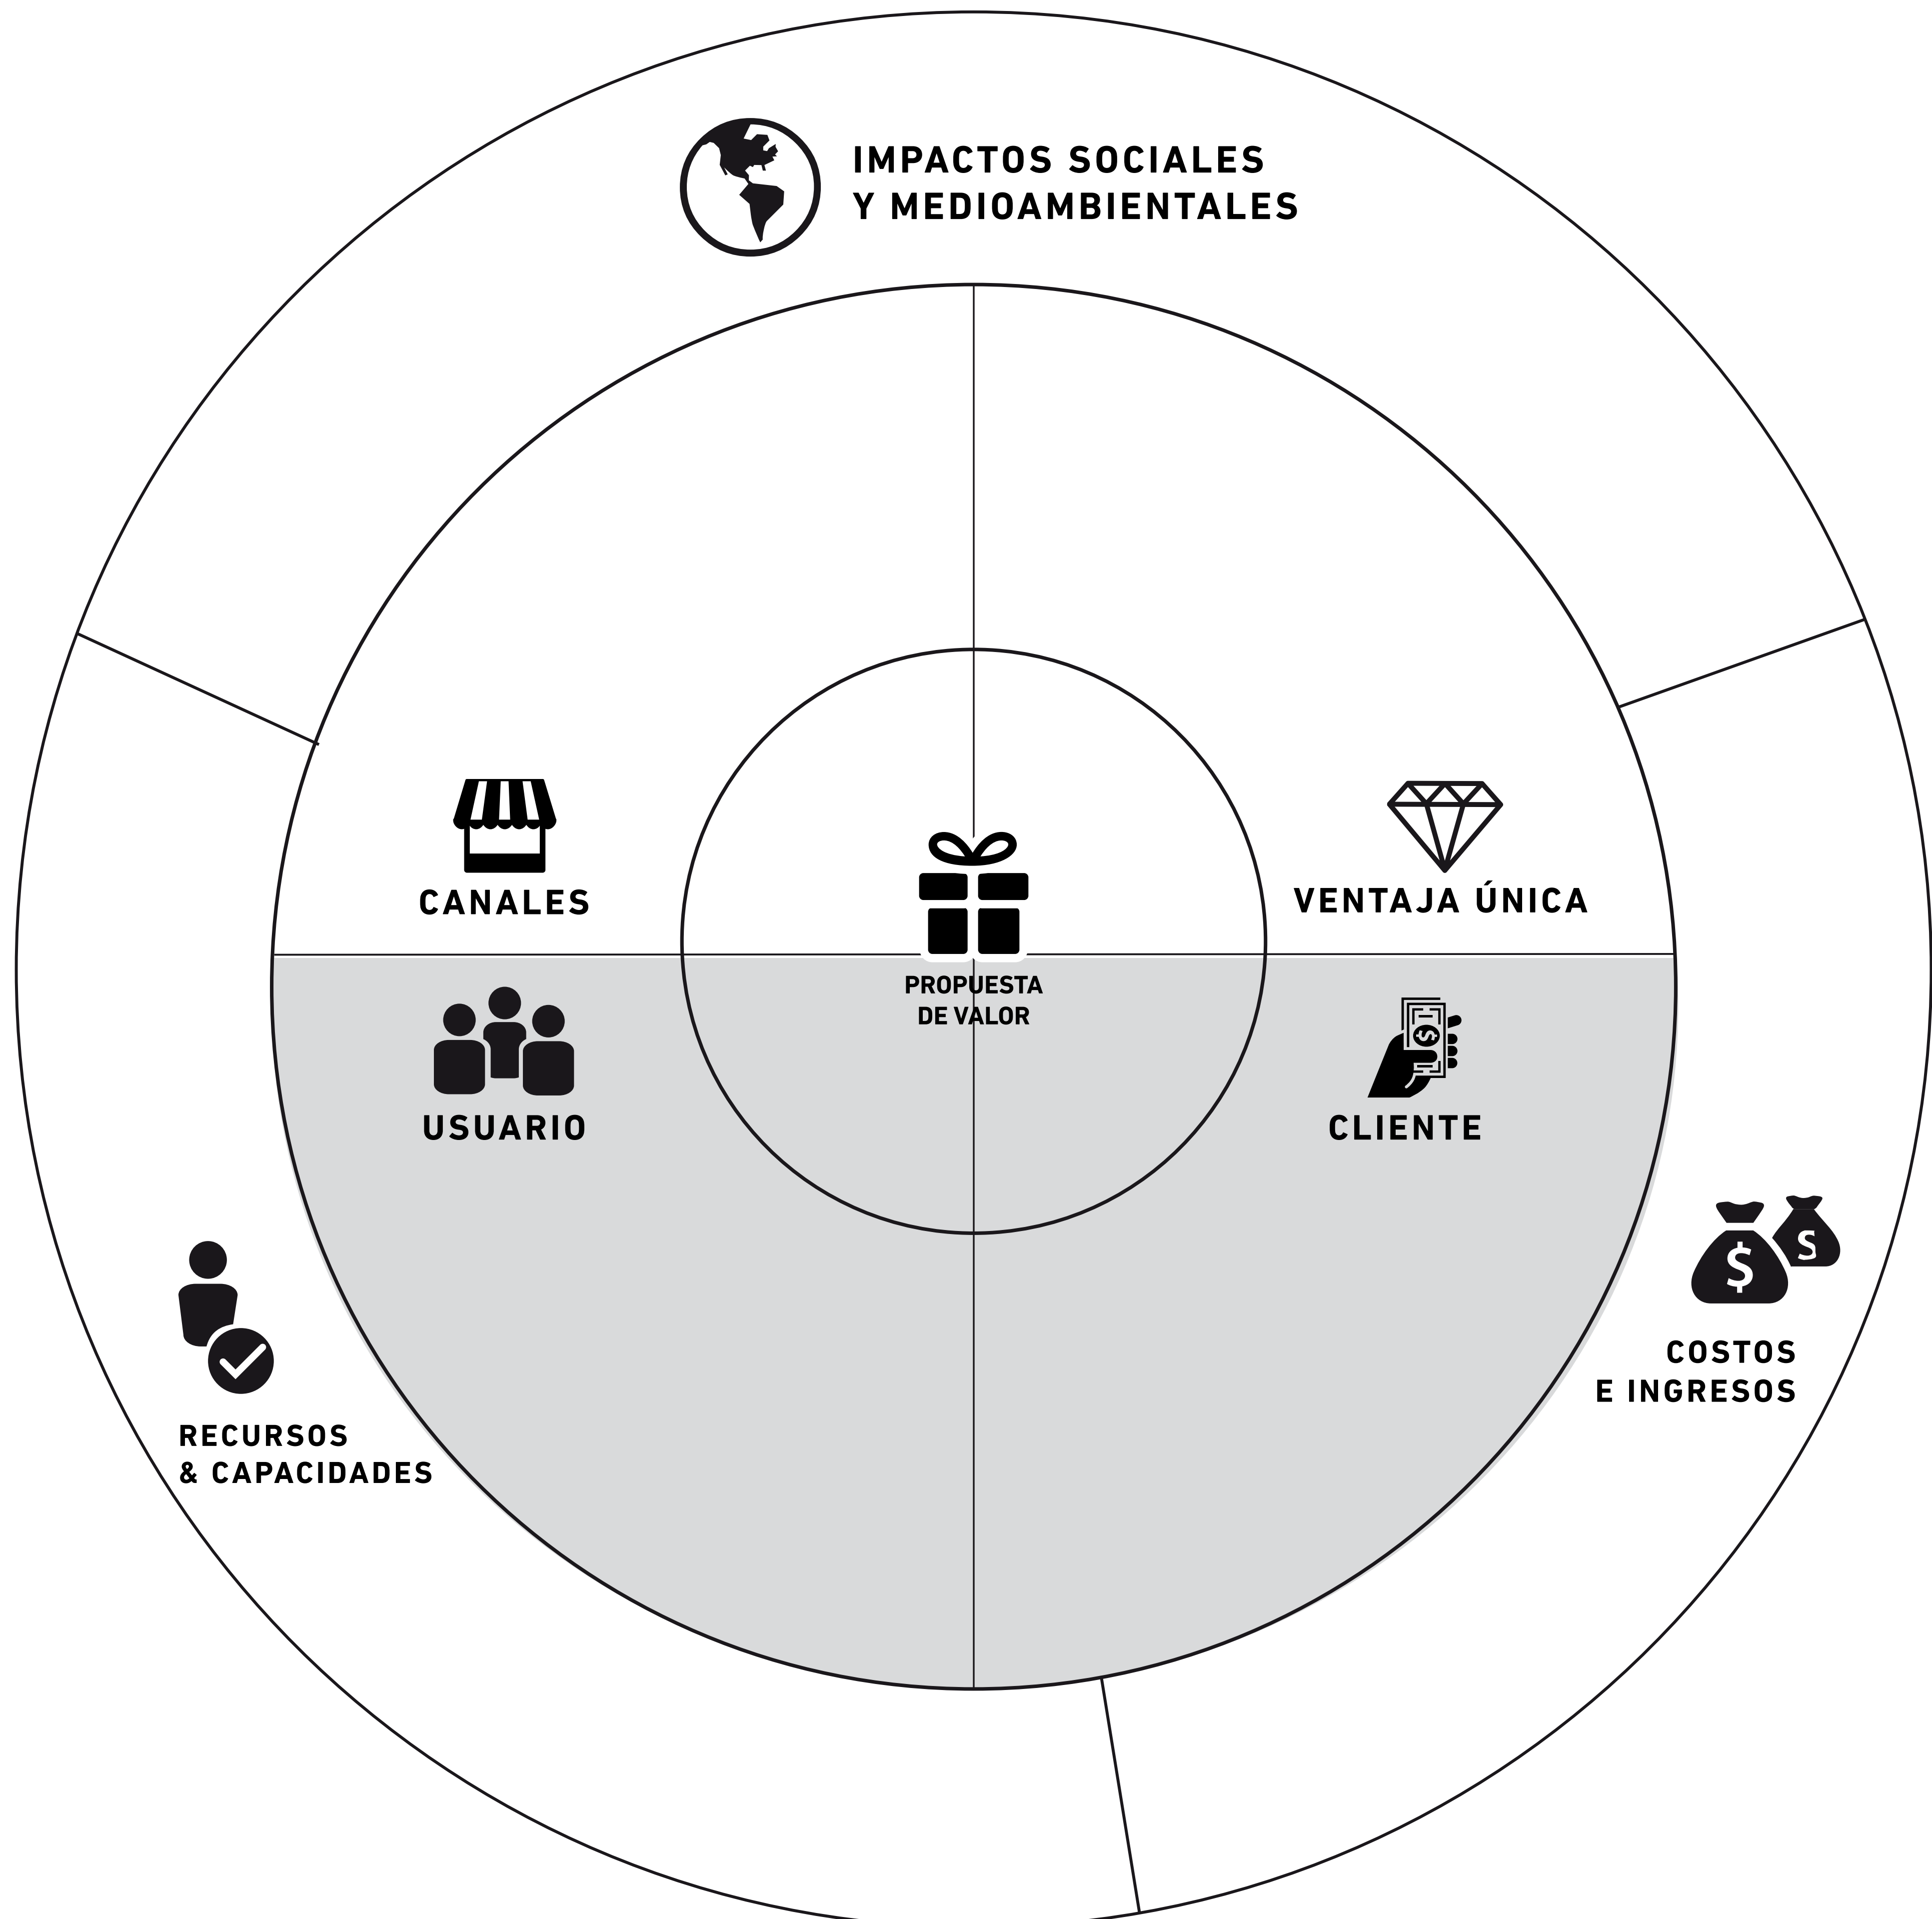 IMPACTOS SOCIALES
Y MEDIOAMBIENTALES
CANALES
VENTAJA ÚNICA
PROPUESTA
DE VALOR
USUARIO
CLIENTE
COSTOS
E INGRESOS
RECURSOS
& CAPACIDADES